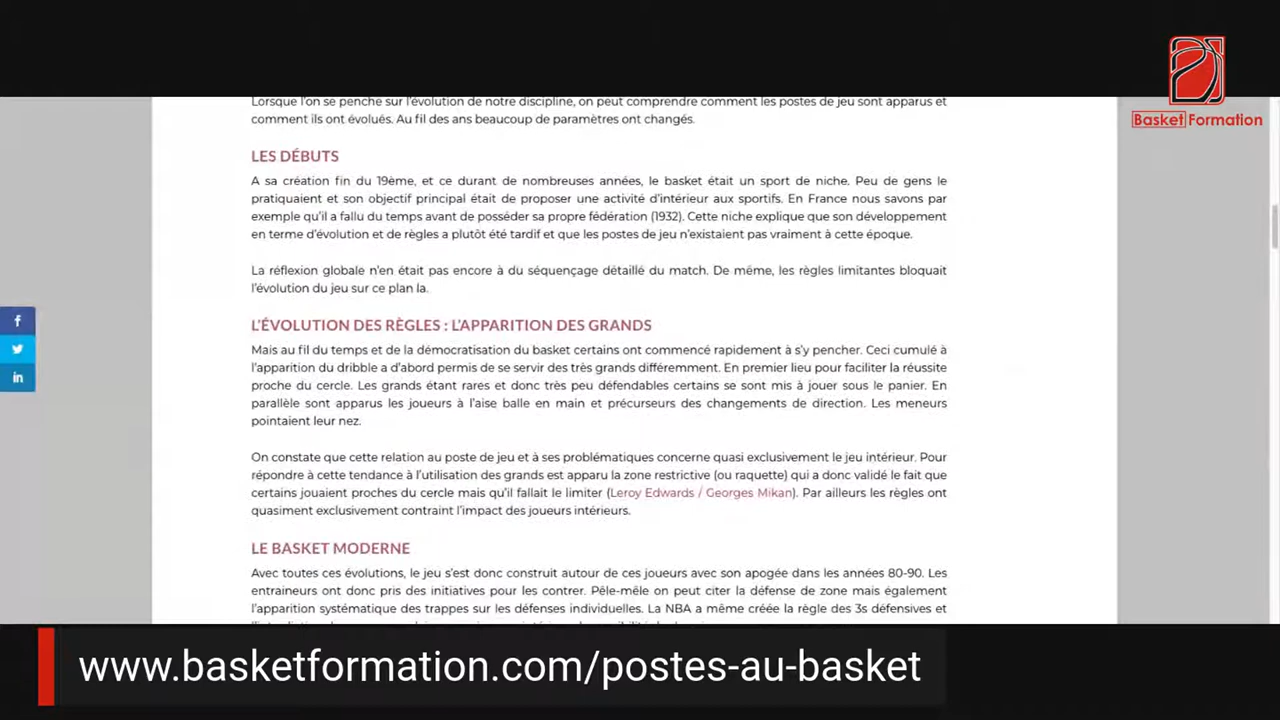 Basket Formation
Lorsque l'on se penche sur l'évolution de notre discipline, on peut comprendre comment les postes de jeu sont apparus et
comment ils ont évolués. Au fil des ans beaucoup de paramètres ont changés.
LES DÉBUTS
A sa création fin du 19ème, et ce durant de nombreuses années, le basket était un sport de niche. Peu de gens le
pratiquaient et son objectif principal était de proposer une activité d'intérieur aux sportifs. En France nous savons par
exemple qu'il a fallu du temps avant de posséder sa propre fédération (1932). Cette niche explique que son développement
en terme d'évolution et de règles a plutôt été tardif et que les postes de jeu n'existaient pas vraiment à cette époque.
La réflexion globale n'en était pas encore à du séquençage détaillé du match. De même, les règles limitantes bloquait
l'évolution du jeu sur ce plan la.
L'ÉVOLUTION DES RÈGLES : L'APPARITION DES GRANDS
Mais au fil du temps et de la démocratisation du basket certains ont commencé rapidement à s'y pencher. Ceci cumulé à
l'apparition du dribble a d'abord permis de se servir des très grands différemment. En premier lieu pour faciliter la réussite
proche du cercle. Les grands étant rares et donc très peu défendables certains se sont mis à jouer sous le panier. En
parallèle sont apparus les joueurs à l'aise balle en main et précurseurs des changements de direction. Les meneurs
pointaient leur nez.
On constate que cette relation au poste de jeu et à ses problématiques concerne quasi exclusivement le jeu intérieur. Pour
répondre à cette tendance à l'utilisation des grands est apparu la zone restrictive (ou raquette) qui a donc validé le fait que
certains jouaient proches du cercle mais qu'il fallait le limiter (Leroy Edwards / Georges Mikan). Par ailleurs les règles ont
quasiment exclusivement contraint l'impact des joueurs intérieurs.
LE BASKET MODERNE
Avec toutes ces évolutions, le jeu s'est donc construit autour de ces joueurs avec son apogée dans les années 80-90. Les
entraineurs ont donc pris des initiatives pour les contrer. Pêle-mêle on peut citer la défense de zone mais également
l'apparition systématique des trappes sur les défenses individuelles. La NBA a même créée la règle des 3s défensives et
www.basketformation.com/postes-au-basket